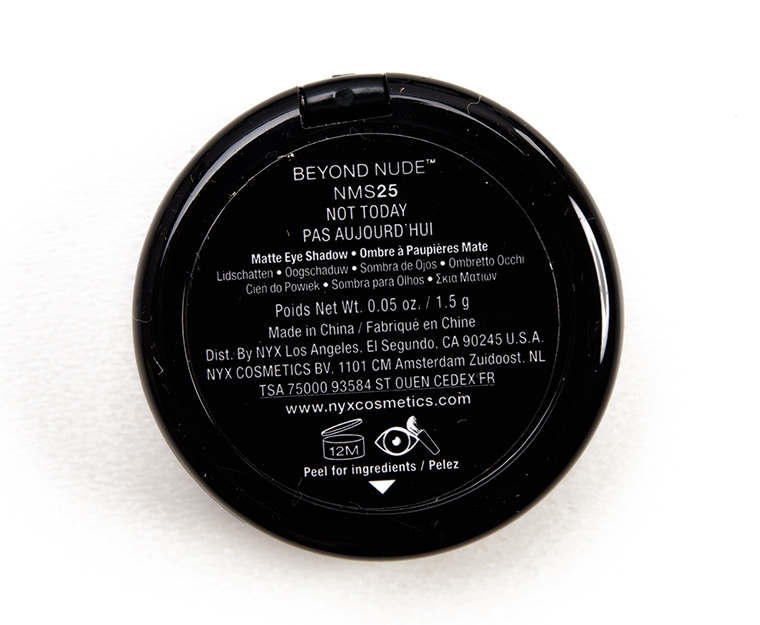 BEYOND NUDE™
NMS25
NOT TODAY
PAS AUJOURD'HUI
Matte Eye Shadow • Ombre à Paupières Mate
Lidschatten • Oogschaduw • Sombra de Ojos • Ombretto Occhi
Cien do Powiek • Sombra para Olhos • Σκια Ματιων
Poids Net Wt. 0.05 oz. / 1.5 g
Made in China / Fabriqué en Chine
Dist. By NYX Los Angeles, El Segundo, CA 90245 U.S.A.
NYX COSMETICS BV. 1101 CM Amsterdam Zuidoost. NL
TSA 75000 93584 ST OUEN CEDEX FR
www.nyxcosmetics.com
12M
Peel for ingredients / Pelez